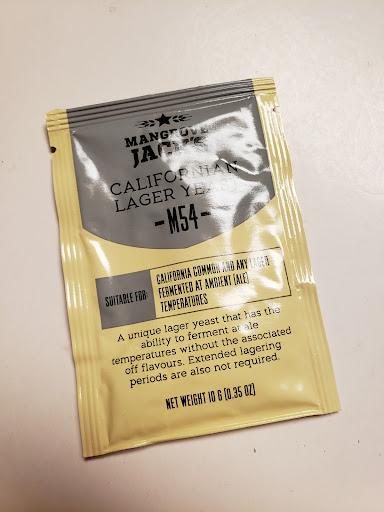 MANGROVE
JACK'S
CALIFORNIAN
LAGER YEAST
-M54-
SUITABLE FOR:
CALIFORNIA COMMON AND ANY LAGER
FERMENTED AT AMBIENT (ALE)
TEMPERATURES
A unique lager yeast that has the
ability to ferment at ale
temperatures without the associated
off flavours. Extended lagering
periods are also not required.
NET WEIGHT 10 G (0.35 OZ)